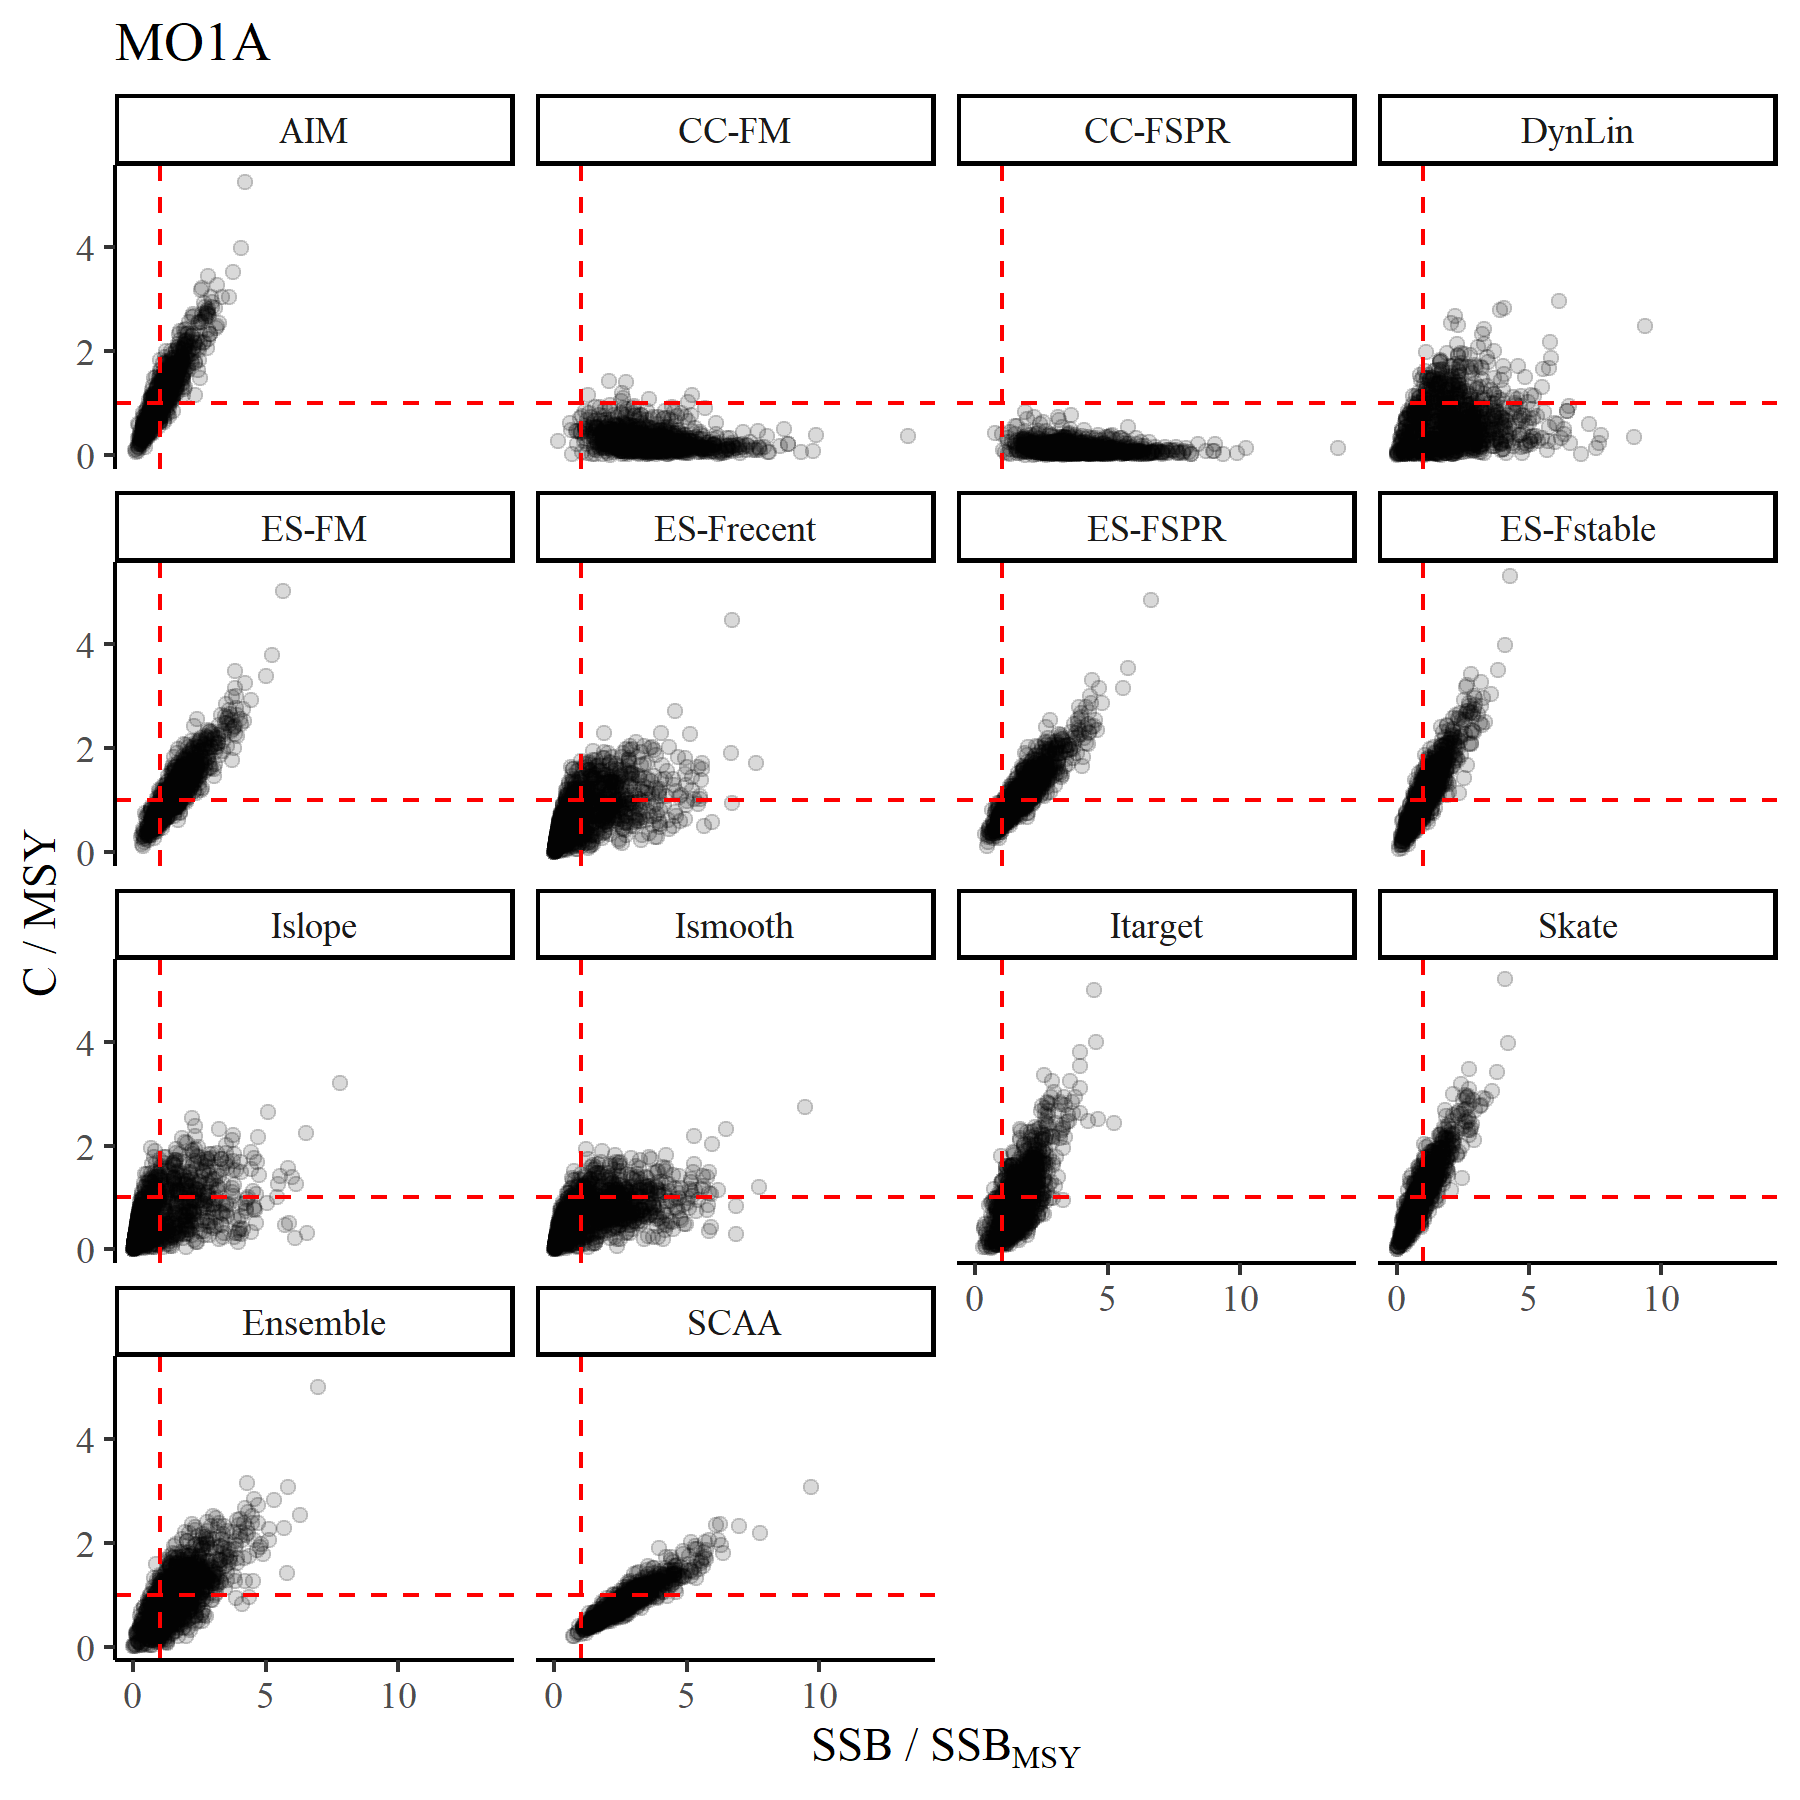 MO1A
AIM
CC-FM
CC-FSPR
DynLin
4
2
0
ES-FM
ES-Frecent
ES-FSPR
ES-Fstable
4
2
0
C / MSY
Islope
Ismooth
Itarget
Skate
4
2
0
0 5 10
0 5 10
Ensemble
SCAA
4
2
0
0 5 10
0 5 10
SSB / SSB_MSY